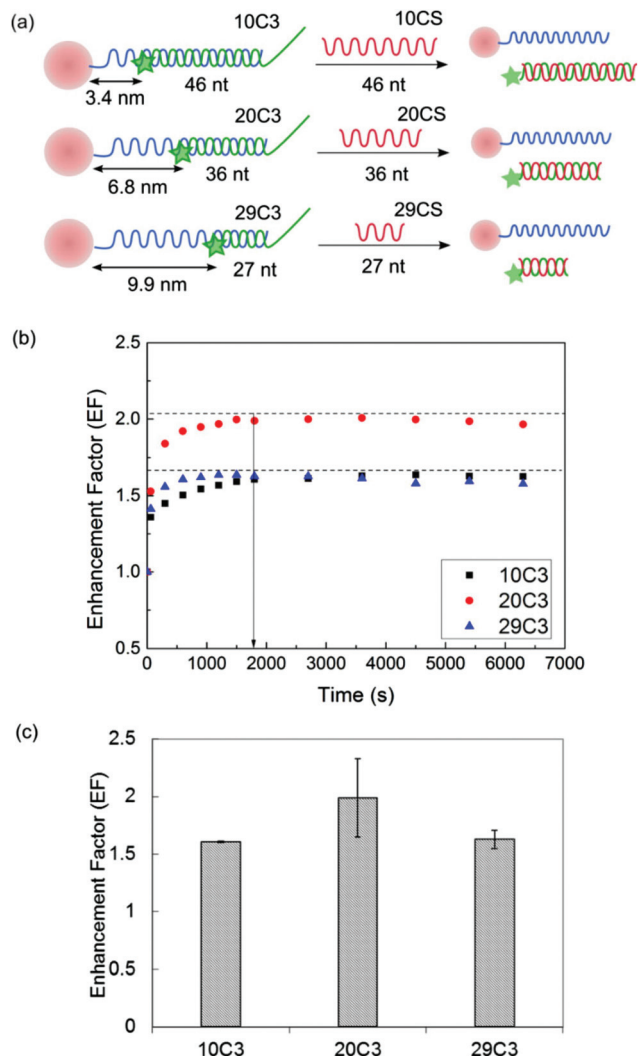 (a)
10C3
10CS
3.4 nm
46 nt
46 nt
20C3
20CS
6.8 nm
36 nt
36 nt
29C3
29CS
9.9 nm
27 nt
27 nt
(b)
Enhancement Factor (EF)
2.5
2.0
1.5
1.0
0.5
10C3
20C3
29C3
0 1000 2000 3000 4000 5000 6000 7000
Time (s)
(c)
Enhancement Factor (EF)
2.5
2
1.5
1
0.5
0
10C3 20C3 29C3